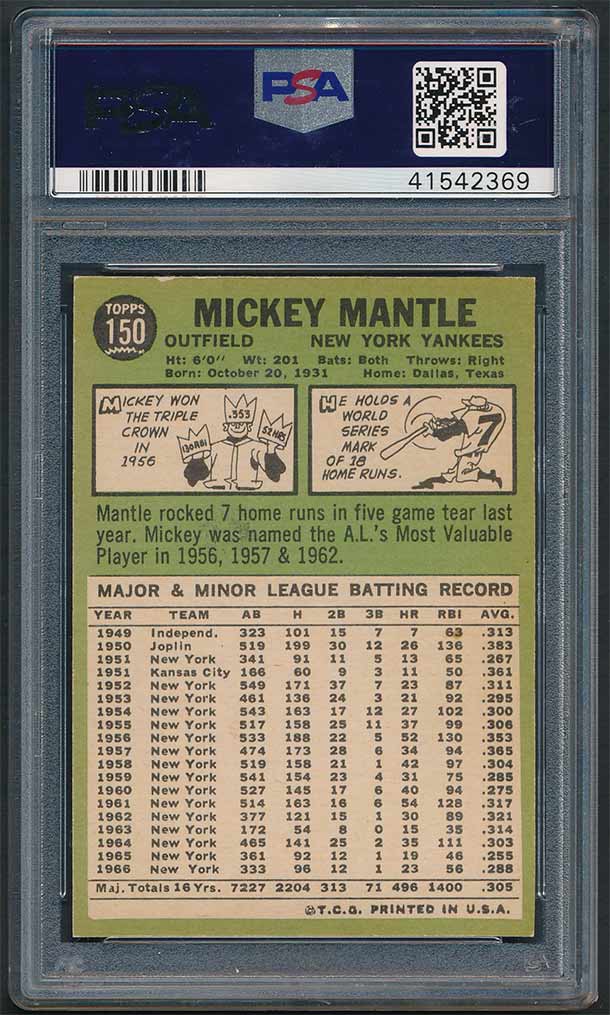 PSA
PSA
41542369
TOPPS
150
MICKEY MANTLE
OUTFIELD NEW YORK YANKEES
Ht: 6'0" Wt: 201 Bats: Both Throws: Right
Born: October 20, 1931 Home: Dallas, Texas
MICKEY WON
THE TRIPLE
CROWN
IN
1956
130 RBI
.353
52 HRS
HE HOLDS A
WORLD
SERIES
MARK
OF 18
HOME RUNS.
7
Mantle rocked 7 home runs in five game tear last
year. Mickey was named the A.L.'s Most Valuable
Player in 1956, 1957 & 1962.
MAJOR & MINOR LEAGUE BATTING RECORD
YEAR TEAM AB H 2B 3B HR RBI AVG.
1949 Independ. 323 101 15 7 7 63 .313
1950 Joplin 519 199 30 12 26 136 .383
1951 New York 341 91 11 5 13 65 .267
1951 Kansas City 166 60 9 3 11 50 .361
1952 New York 549 171 37 7 23 87 .311
1953 New York 461 136 24 3 21 92 .295
1954 New York 543 163 17 12 27 102 .300
1955 New York 517 158 25 11 37 99 .306
1956 New York 533 188 22 5 52 130 .353
1957 New York 474 173 28 6 34 94 .365
1958 New York 519 158 21 1 42 97 .304
1959 New York 541 154 23 4 31 75 .285
1960 New York 527 145 17 6 40 94 .275
1961 New York 514 163 16 6 54 128 .317
1962 New York 377 121 15 1 30 89 .321
1963 New York 172 54 8 0 15 35 .314
1964 New York 465 141 25 2 35 111 .303
1965 New York 361 92 12 1 19 46 .255
1966 New York 333 96 12 1 23 56 .288
Maj. Totals 16 Yrs. 7227 2204 313 71 496 1400 .305
©T.C.G. PRINTED IN U.S.A.